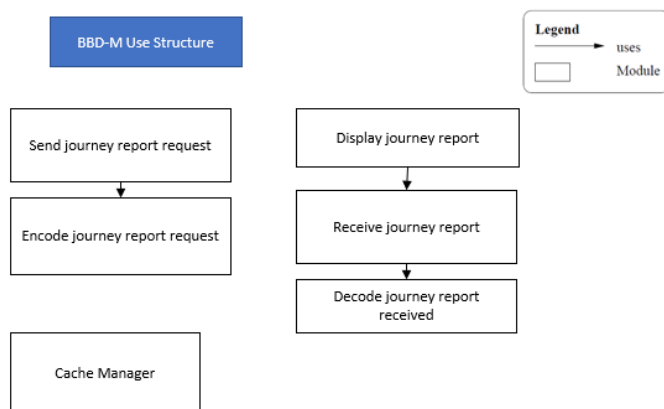 BBD-M Use Structure
Legend
uses
Module
Send journey report request
Display journey report
Encode journey report request
Receive journey report
Decode journey report
received
Cache Manager